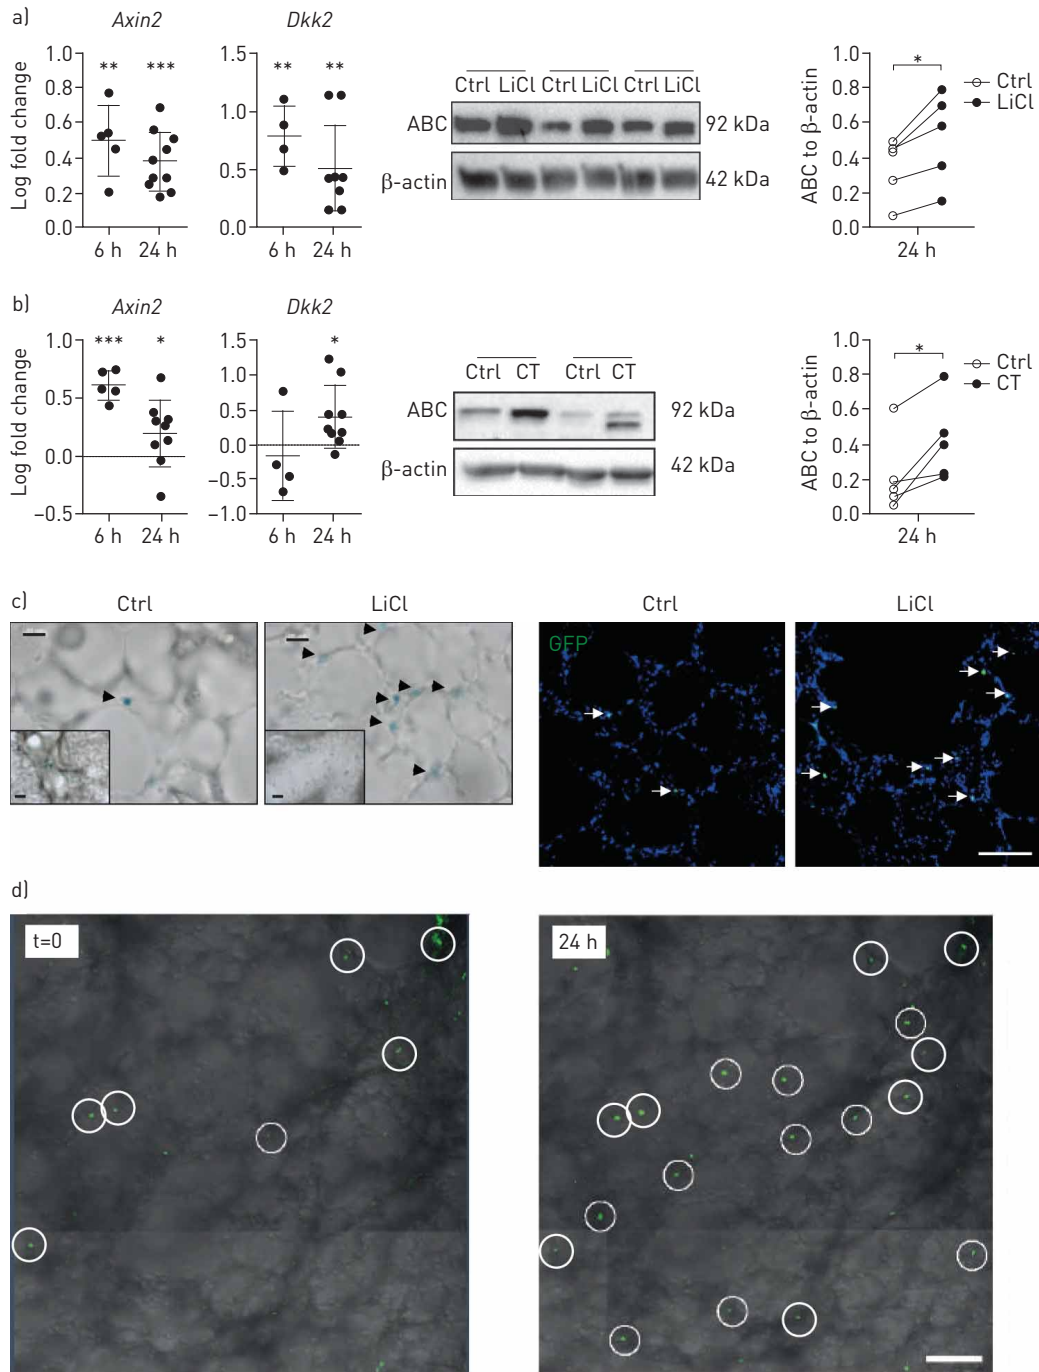 a)
Axin2
Dkk2
Log fold change
1.0
0.8
0.6
0.4
0.2
0.0
** ***
6 h 24 h
1.5
1.0
0.5
0
** **
6 h 24 h
Ctrl LiCl Ctrl LiCl Ctrl LiCl
ABC
92 kDa
β-actin
42 kDa
ABC to β-actin
1.0
0.8
0.6
0.4
0.2
0.0
*
24 h
Ctrl
LiCl
b)
Axin2
Dkk2
Log fold change
1.0
0.5
0.0
–0.5
*** *
6 h 24 h
1.5
1.0
0.5
0.0
–0.5
–1.0
*
6 h 24 h
Ctrl CT Ctrl CT
ABC
92 kDa
β-actin
42 kDa
ABC to β-actin
1.0
0.8
0.6
0.4
0.2
0.0
*
24 h
Ctrl
CT
c)
Ctrl
LiCl
Ctrl
LiCl
GFP
d)
t=0
24 h